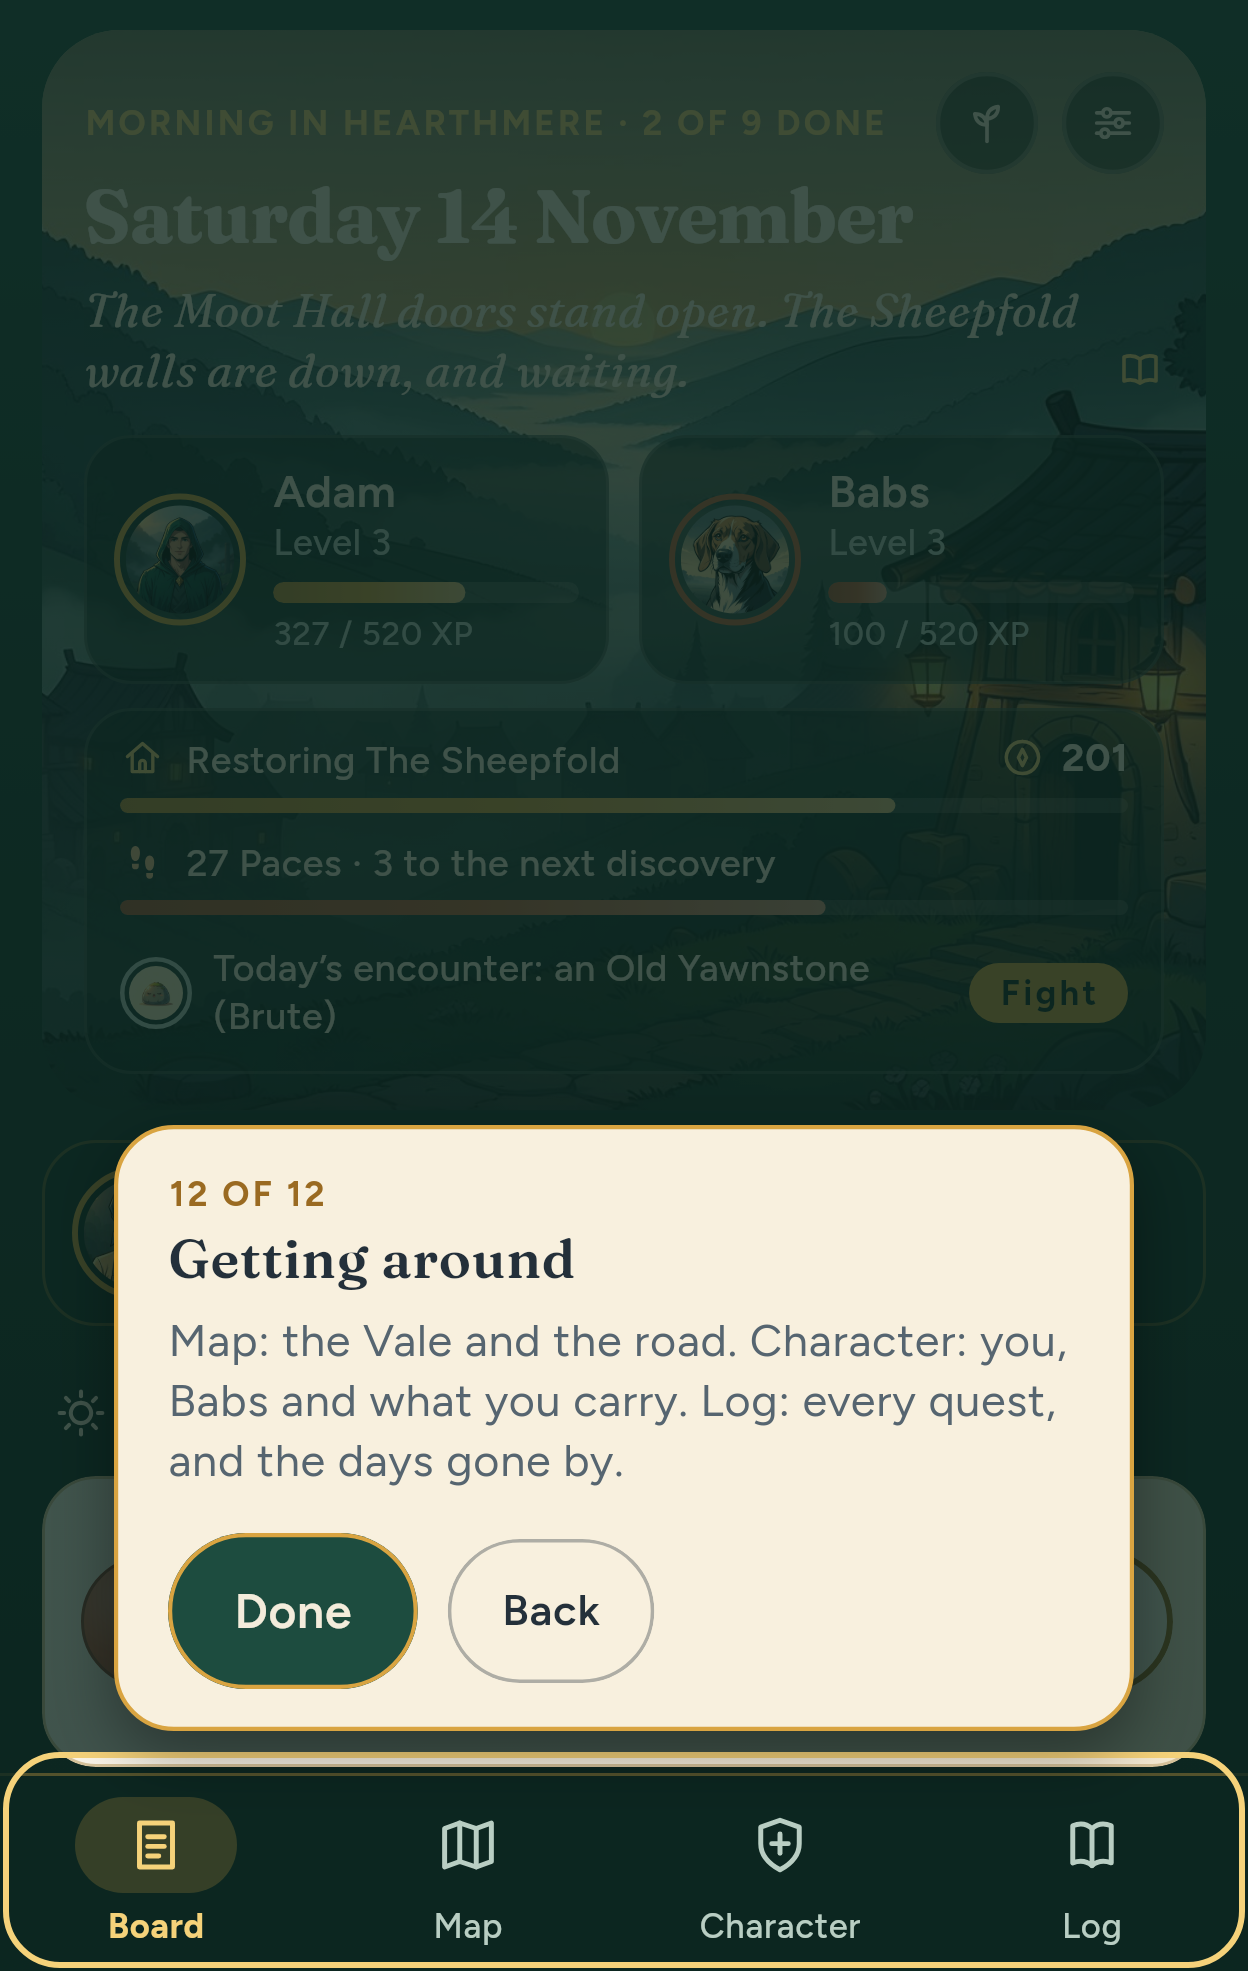 MORNING IN HEARTHMERE · 2 OF 9 DONE
Saturday 14 November
The Moot Hall doors stand open. The Sheepfold
walls are down, and waiting.
Adam
Level 3
327 / 520 XP
Babs
Level 3
100 / 520 XP
Restoring The Sheepfold
201
27 Paces · 3 to the next discovery
Today’s encounter: an Old Yawnstone
(Brute)
Fight
12 OF 12
Getting around
Map: the Vale and the road. Character: you,
Babs and what you carry. Log: every quest,
and the days gone by.
Done
Back
Board
Map
Character
Log